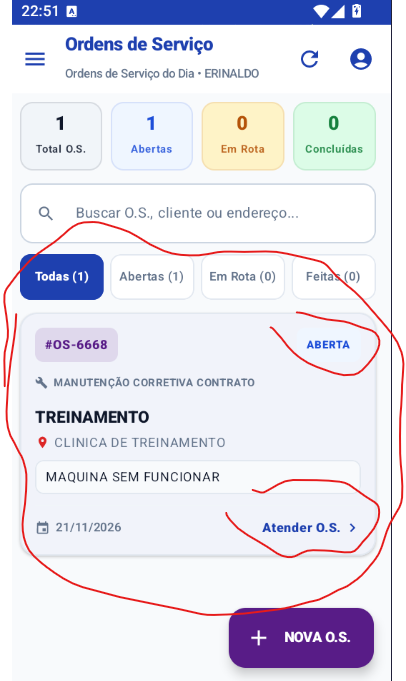 22:51 A
Ordens de Serviço
Ordens de Serviço do Dia • ERINALDO
1 1 0 0
Total O.S. Abertas Em Rota Concluídas
Buscar O.S., cliente ou endereço...
Todas (1) Abertas (1) Em Rota (0) Feitas (0)
#OS-6668 ABERTA
MANUTENÇÃO CORRETIVA CONTRATO
TREINAMENTO
CLINICA DE TREINAMENTO
MAQUINA SEM FUNCIONAR
21/11/2026 Atender O.S.
NOVA O.S.